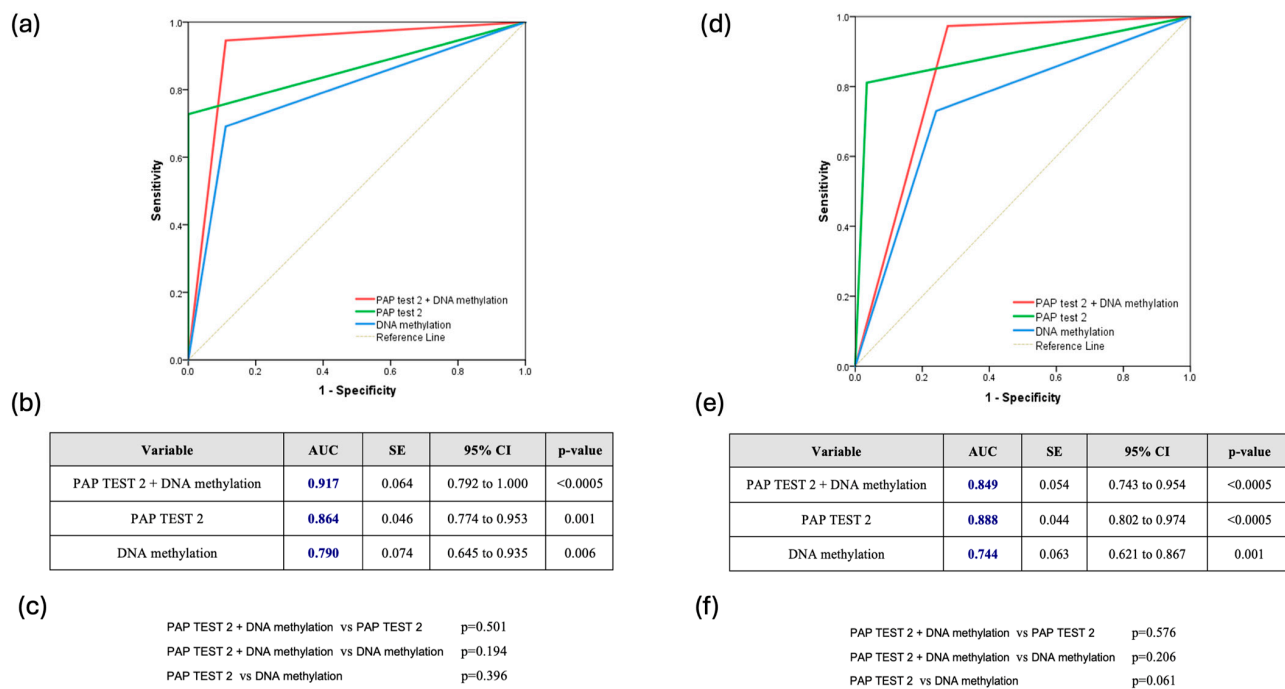 (a)
1.0
0.8
0.6
0.4
0.2
0.0
Sensitivity
PAP test 2 + DNA methylation
PAP test 2
DNA methylation
Reference Line
0.0 0.2 0.4 0.6 0.8 1.0
1 - Specificity
(b)
Variable AUC SE 95% CI p-value
PAP TEST 2 + DNA methylation 0.917 0.064 0.792 to 1.000 <0.0005
PAP TEST 2 0.864 0.046 0.774 to 0.953 0.001
DNA methylation 0.790 0.074 0.645 to 0.935 0.006
(c)
PAP TEST 2 + DNA methylation vs PAP TEST 2 p=0.501
PAP TEST 2 + DNA methylation vs DNA methylation p=0.194
PAP TEST 2 vs DNA methylation p=0.396
(d)
1.0
0.8
0.6
0.4
0.2
0.0
Sensitivity
PAP test 2 + DNA methylation
PAP test 2
DNA methylation
Reference Line
0.0 0.2 0.4 0.6 0.8 1.0
1 - Specificity
(e)
Variable AUC SE 95% CI p-value
PAP TEST 2 + DNA methylation 0.849 0.054 0.743 to 0.954 <0.0005
PAP TEST 2 0.888 0.044 0.802 to 0.974 <0.0005
DNA methylation 0.744 0.063 0.621 to 0.867 0.001
(f)
PAP TEST 2 + DNA methylation vs PAP TEST 2 p=0.576
PAP TEST 2 + DNA methylation vs DNA methylation p=0.206
PAP TEST 2 vs DNA methylation p=0.061